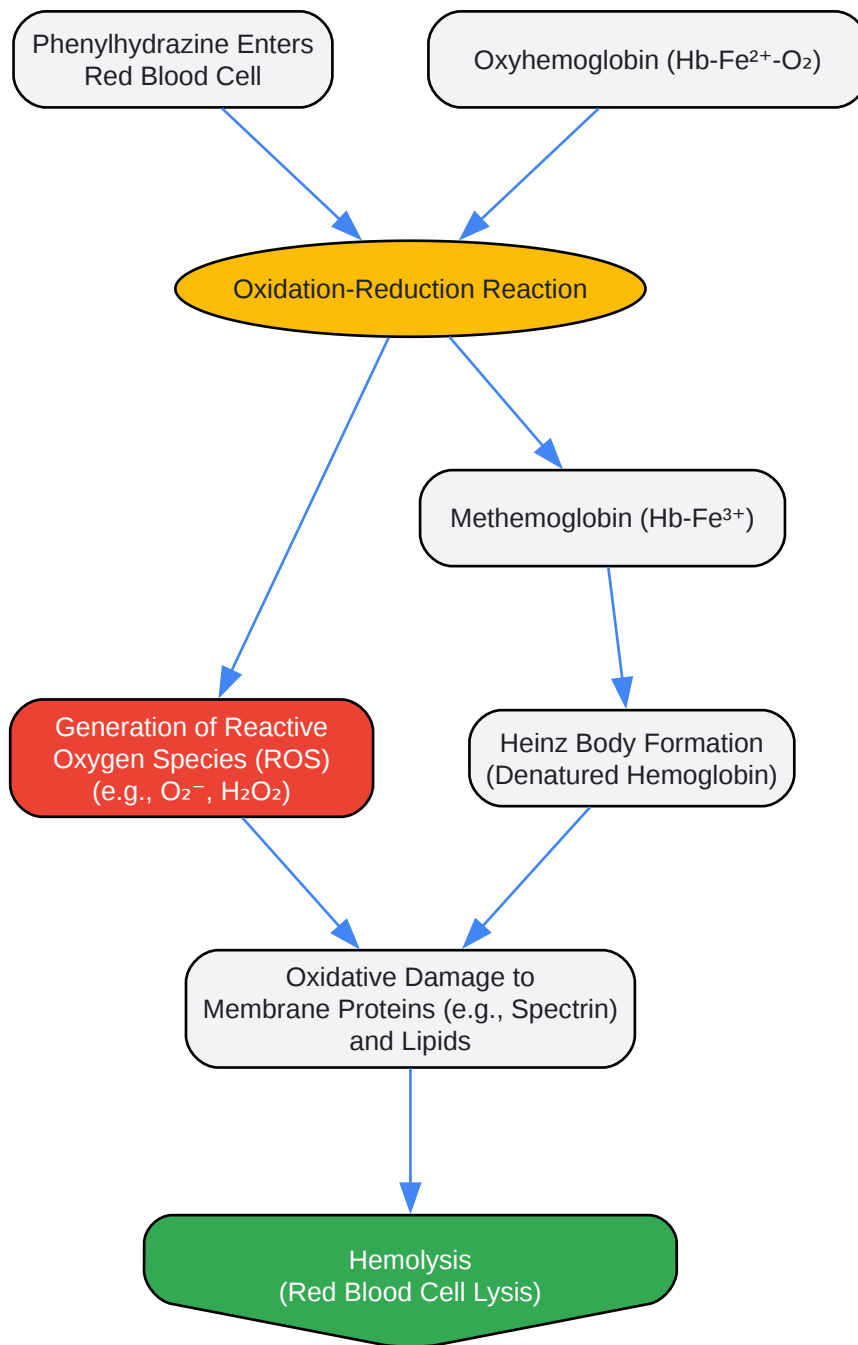 Phenylhydrazine Enters
Red Blood Cell
Oxyhemoglobin (Hb-Fe²⁺-O₂)
Oxidation-Reduction Reaction
Methemoglobin (Hb-Fe³⁺)
Generation of Reactive
Oxygen Species (ROS)
(e.g., O₂⁻, H₂O₂)
Heinz Body Formation
(Denatured Hemoglobin)
Oxidative Damage to
Membrane Proteins (e.g., Spectrin)
and Lipids
Hemolysis
(Red Blood Cell Lysis)